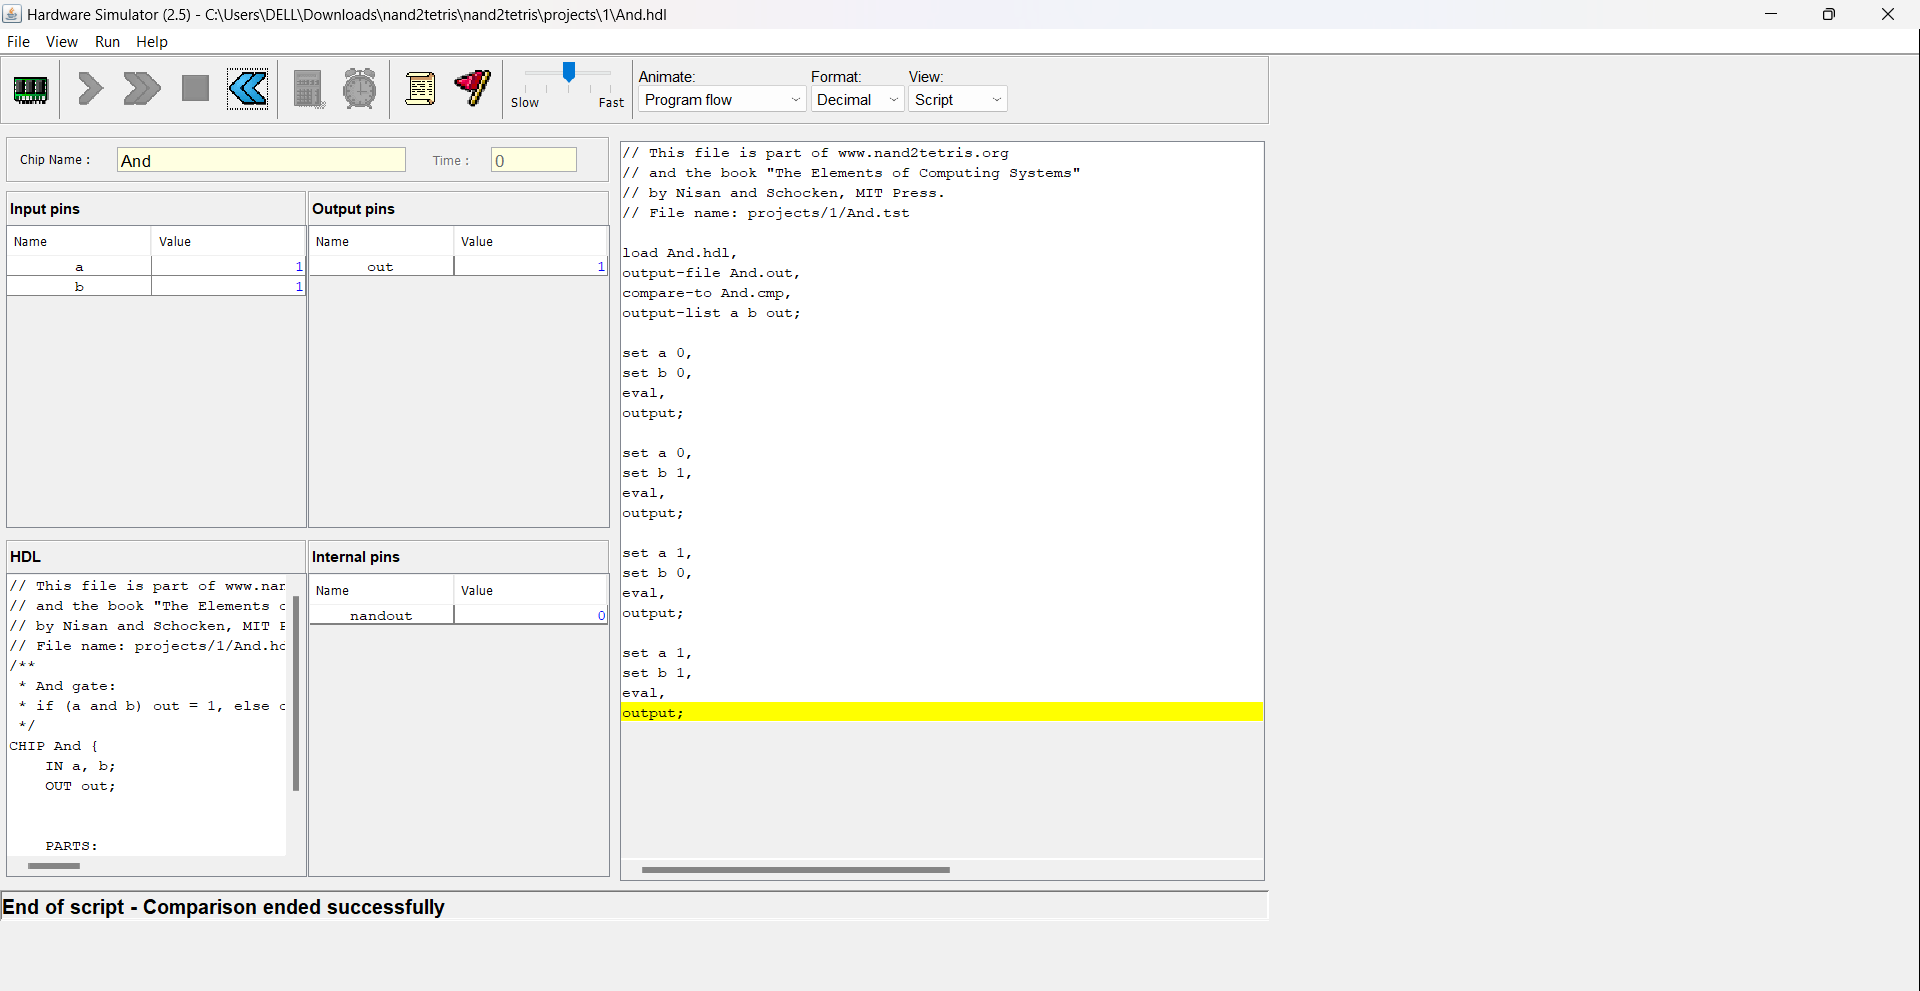 Hardware Simulator (2.5) - C:\Users\DELL\Downloads\nand2tetris\nand2tetris\projects\1\And.hdl
File View Run Help
Slow Fast
Animate: Format: View:
Program flow Decimal Script
Chip Name : And Time : 0
Input pins
Name Value
a 1
b 1
Output pins
Name Value
out 1
HDL
// This file is part of www.nan
// and the book "The Elements
// by Nisan and Schocken, MIT
// File name: projects/1/And.hd
/**
* And gate:
* if (a and b) out = 1, else
*/
CHIP And {
IN a, b;
OUT out;
PARTS:
Internal pins
Name Value
nandout 0
// This file is part of www.nand2tetris.org
// and the book "The Elements of Computing Systems"
// by Nisan and Schocken, MIT Press.
// File name: projects/1/And.tst
load And.hdl,
output-file And.out,
compare-to And.cmp,
output-list a b out;
set a 0,
set b 0,
eval,
output;
set a 0,
set b 1,
eval,
output;
set a 1,
set b 0,
eval,
output;
set a 1,
set b 1,
eval,
output;
End of script - Comparison ended successfully